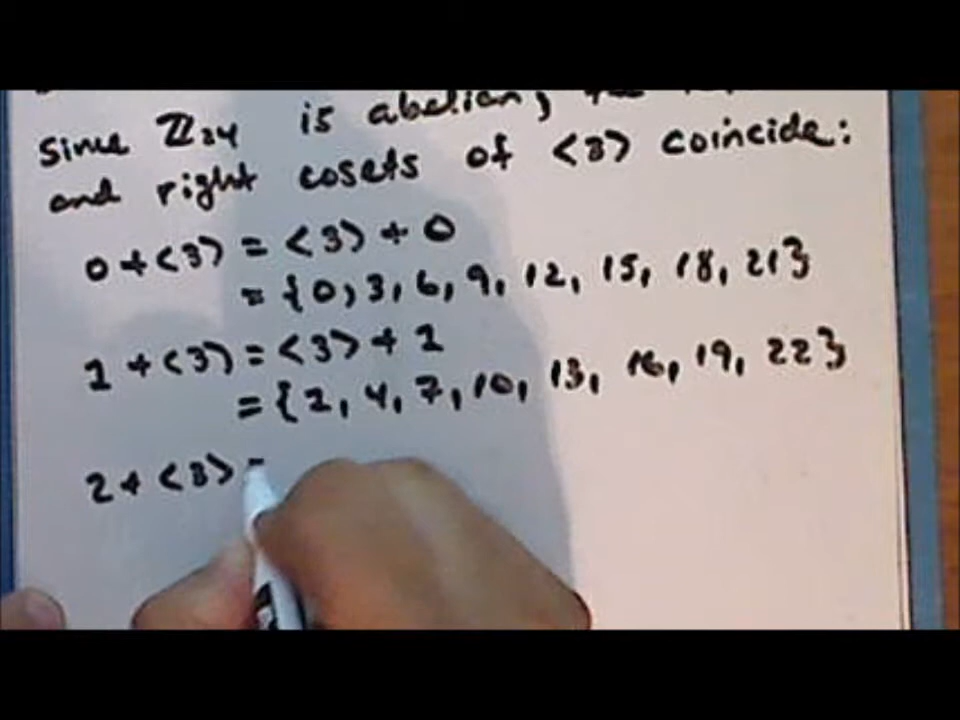 since ℤ24 is abelian,
and right cosets of <3> coincide:
0 + <3> = <3> + 0
= {0, 3, 6, 9, 12, 15, 18, 21}
1 + <3> = <3> + 1
= {1, 4, 7, 10, 13, 16, 19, 22}
2 + <3> =